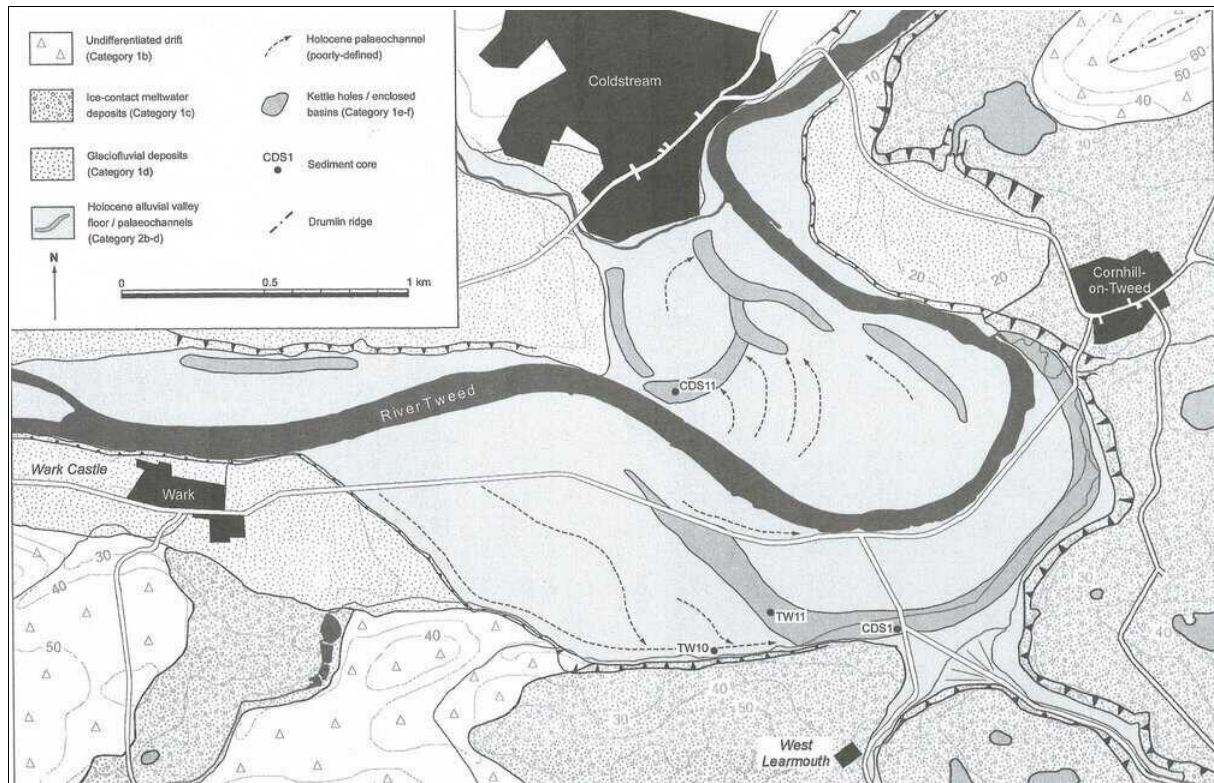 Undifferentiated drift
(Category 1b)
Ice-contact meltwater
deposits (Category 1c)
Glaciofluvial deposits
(Category 1d)
Holocene alluvial valley
floor / palaeochannels
(Category 2b-d)
Holocene palaeochannel
(poorly-defined)
Kettle holes / enclosed
basins (Category 1e-f)
CDS1
Sediment core
Drumlin ridge
N
0 0.5 1 km
Coldstream
10
60
50
40
Cornhill-
on-Tweed
20
20
CDS11
River Tweed
Wark Castle
Wark
30
40
50
40
TW11
TW10
CDS1
30
40
50
30
40
West
Learmouth